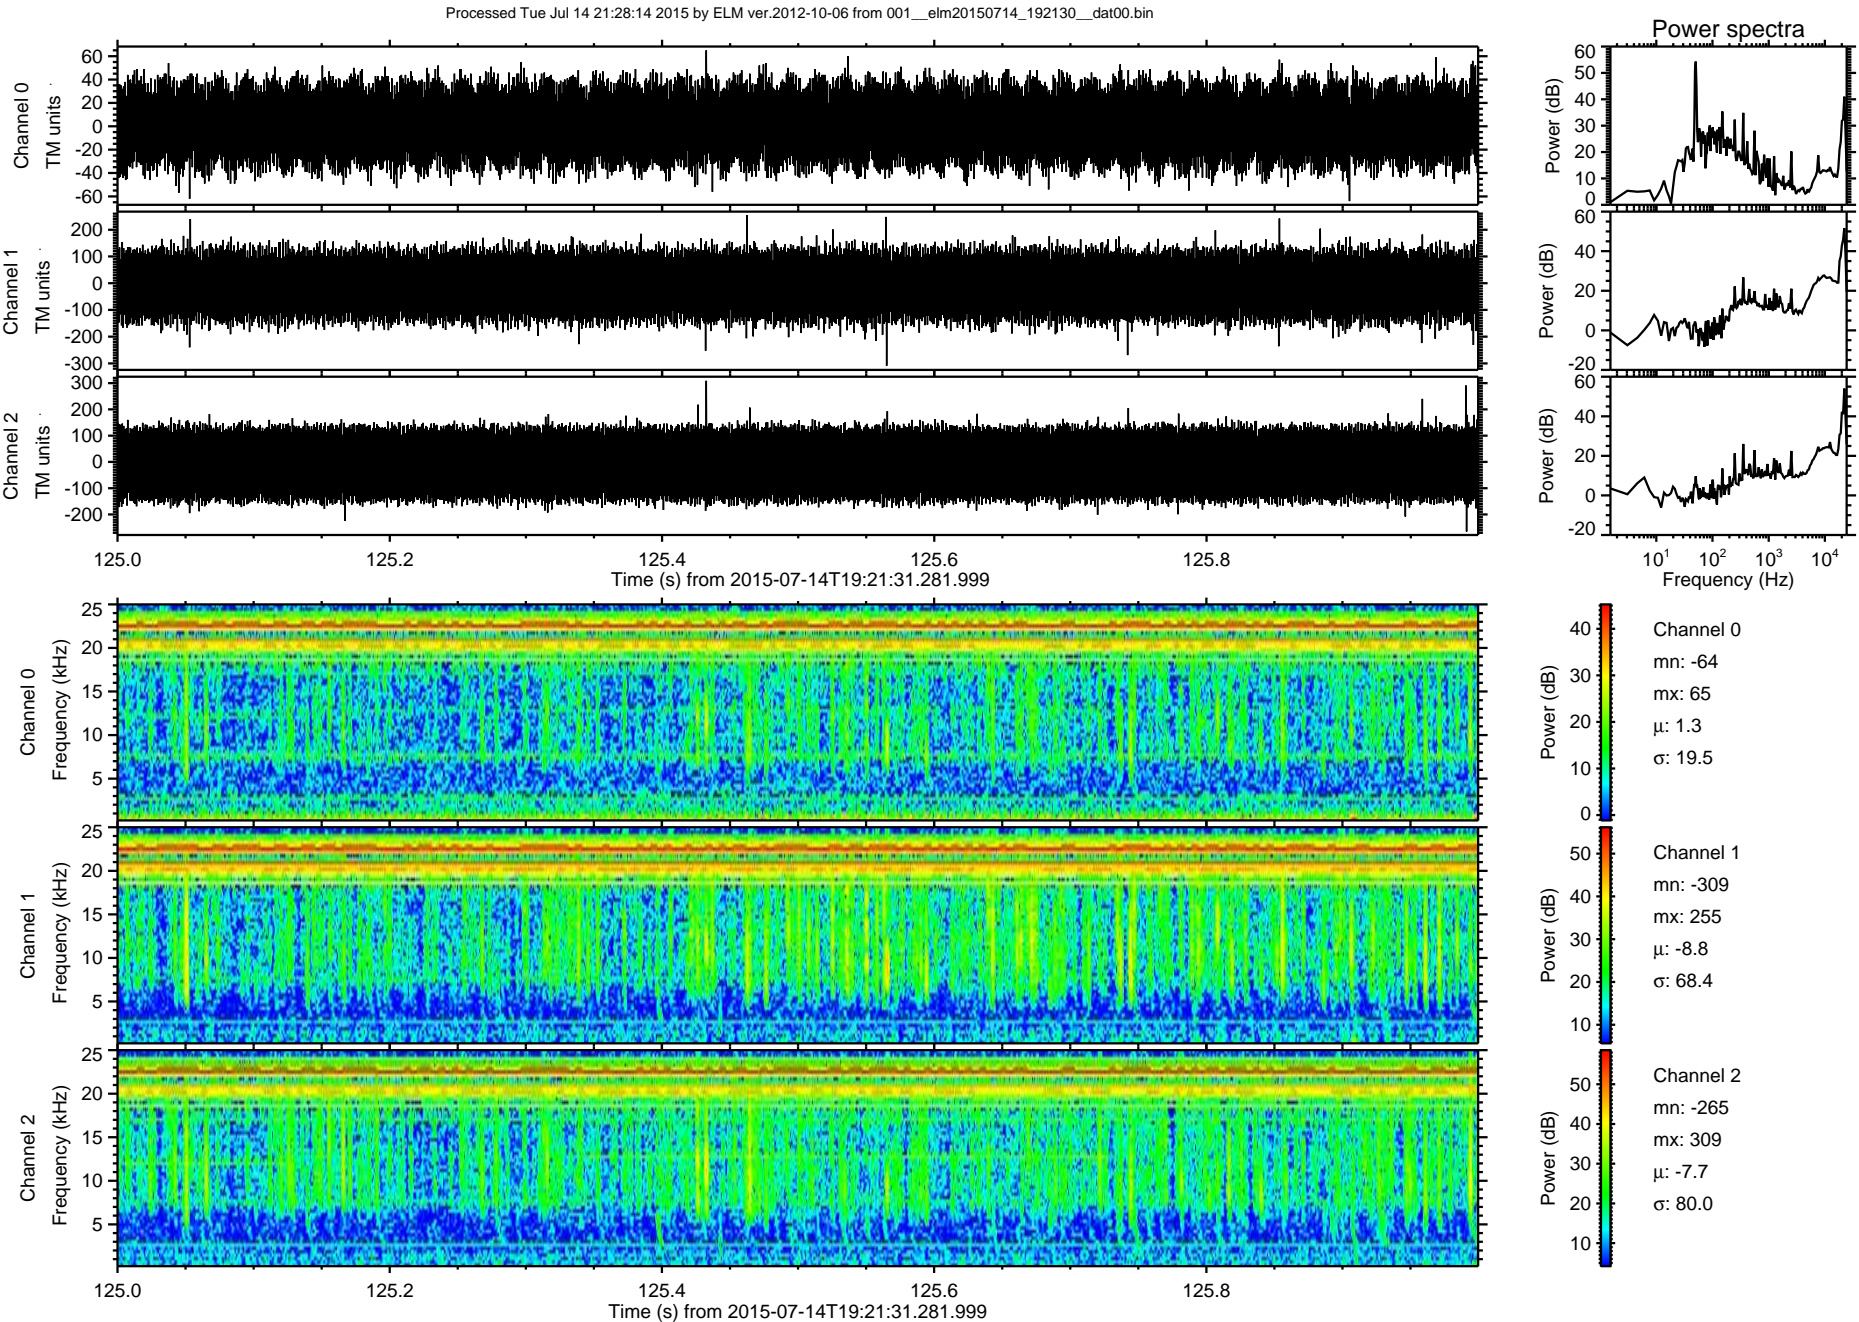 Processed Tue Jul 14 21:28:14 2015 by ELM ver.2012-10-06 from 001__elm20150714_192130__dat00.bin
Power spectra
Channel 0
TM units
60
40
20
0
-20
-40
-60
Power (dB)
60
50
40
30
20
10
0
Channel 1
TM units
200
100
0
-100
-200
-300
Power (dB)
60
40
20
0
-20
Channel 2
TM units
300
200
100
0
-100
-200
Power (dB)
60
40
20
0
-20
125.0 125.2 125.4 125.6 125.8
Time (s) from 2015-07-14T19:21:31.281.999
10¹ 10² 10³ 10⁴
Frequency (Hz)
Channel 0
Frequency (kHz)
25
20
15
10
5
Power (dB)
40
30
20
10
0
Channel 0
mn: -64
mx: 65
μ: 1.3
σ: 19.5
Channel 1
Frequency (kHz)
25
20
15
10
5
Power (dB)
50
40
30
20
10
Channel 1
mn: -309
mx: 255
μ: -8.8
σ: 68.4
Channel 2
Frequency (kHz)
25
20
15
10
5
Power (dB)
50
40
30
20
10
Channel 2
mn: -265
mx: 309
μ: -7.7
σ: 80.0
125.0 125.2 125.4 125.6 125.8
Time (s) from 2015-07-14T19:21:31.281.999